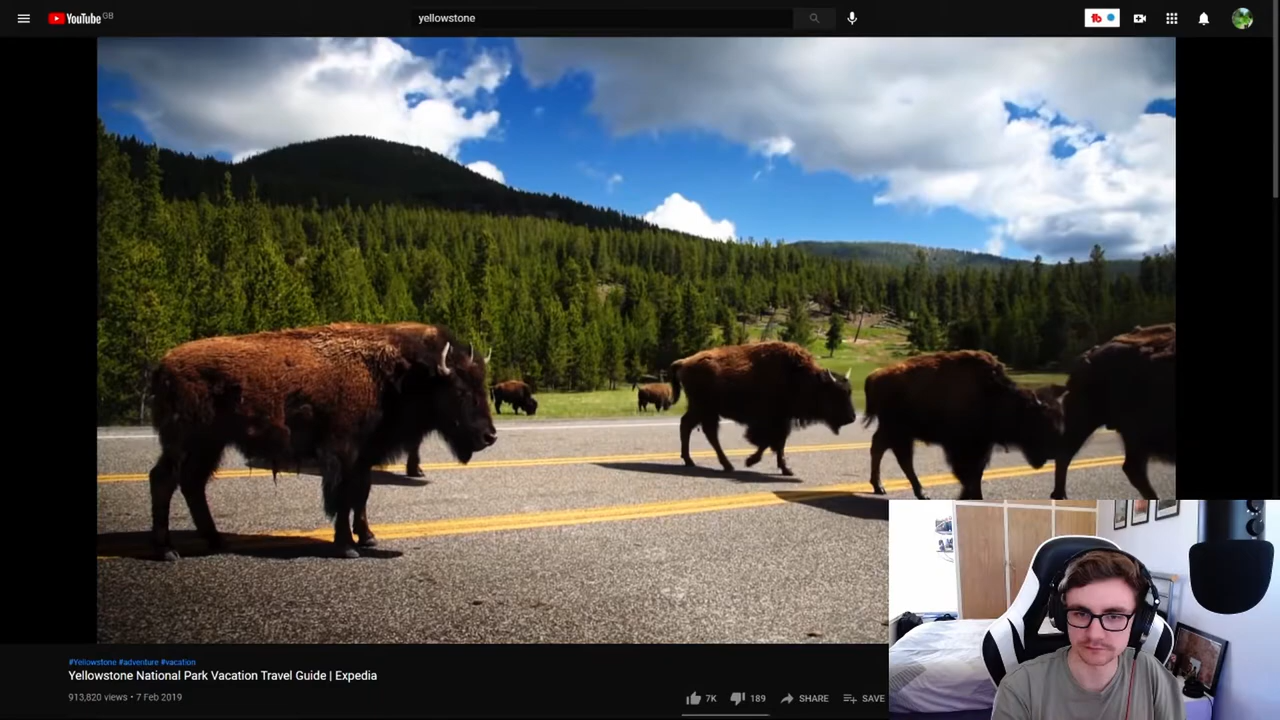 YouTube GB
yellowstone
#Yellowstone #adventure #vacation
Yellowstone National Park Vacation Travel Guide | Expedia
913,820 views • 7 Feb 2019
7K
189
SHARE
SAVE